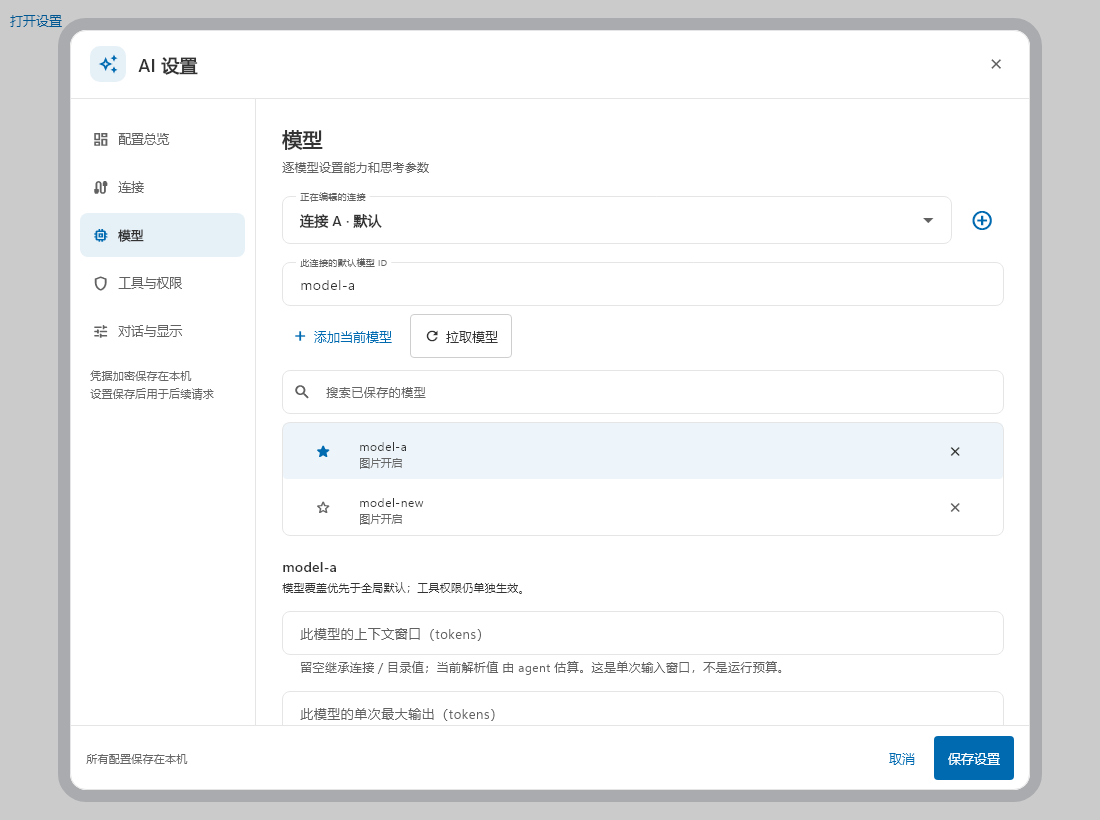 打开设置
AI 设置
配置总览
连接
模型
工具与权限
对话与显示
凭据加密保存在本机
设置保存后用于后续请求
模型
逐模型设置能力和思考参数
正在编辑的连接
连接 A · 默认
此连接的默认模型 ID
model-a
添加当前模型
拉取模型
搜索已保存的模型
model-a
图片开启
model-new
图片开启
model-a
模型覆盖优先于全局默认；工具权限仍单独生效。
此模型的上下文窗口（tokens）
留空继承连接 / 目录值；当前解析值 由 agent 估算。这是单次输入窗口，不是运行预算。
此模型的单次最大输出（tokens）
所有配置保存在本机
取消
保存设置